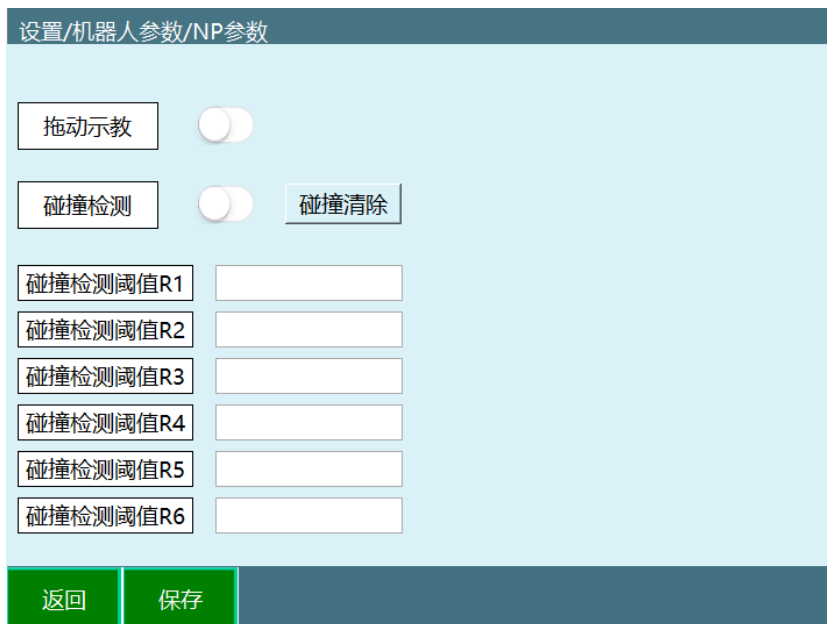 设置/机器人参数/NP参数
拖动示教
碰撞检测 碰撞清除
碰撞检测阈值R1
碰撞检测阈值R2
碰撞检测阈值R3
碰撞检测阈值R4
碰撞检测阈值R5
碰撞检测阈值R6
返回 保存